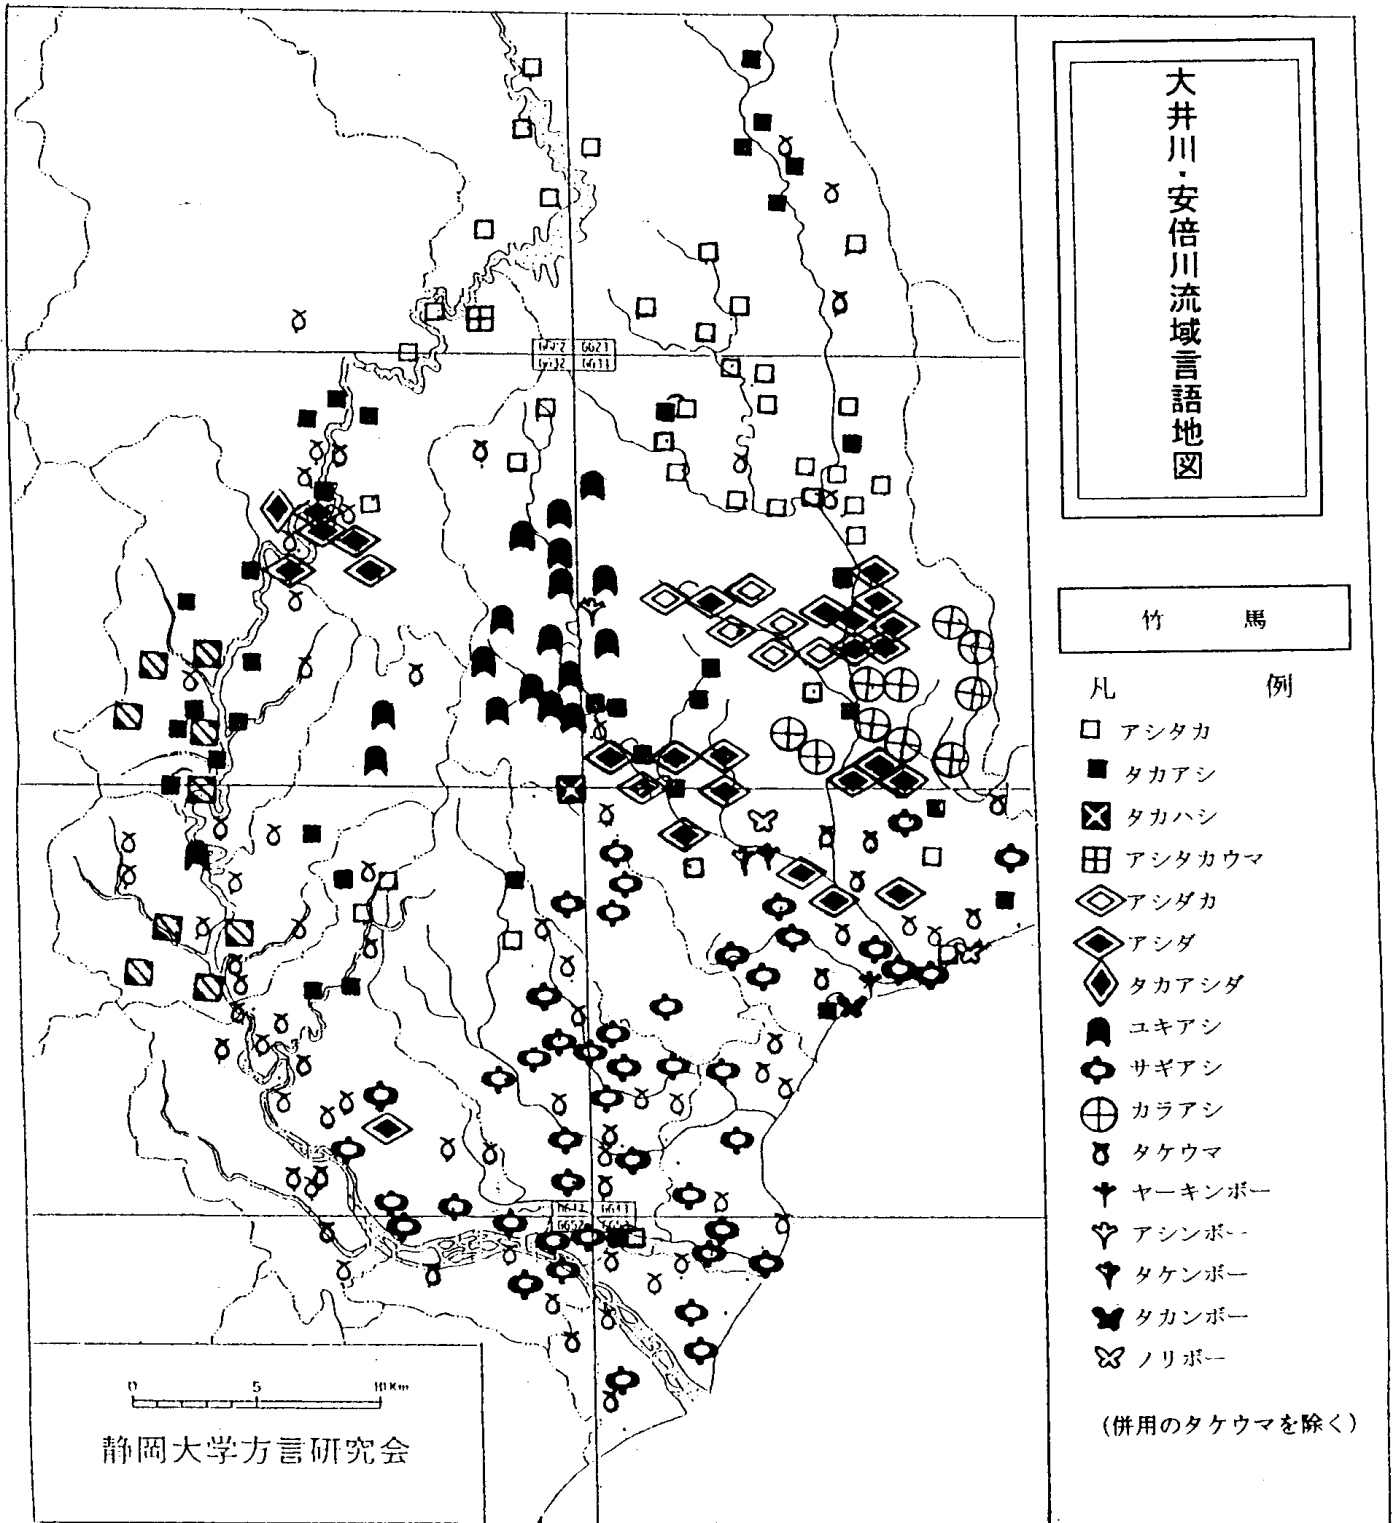 大井川・安倍川流域言語地図
竹馬
凡例
アシタカ
タカアシ
タカハシ
アシタカウマ
アシダカ
アシダ
タカアシダ
ユキアシ
サギアシ
カラアシ
タケウマ
ヤーキンボー
アシンボー
タケンボー
タカンボー
ノリボー
(併用のタケウマを除く)
0 5 10Km
静岡大学方言研究会